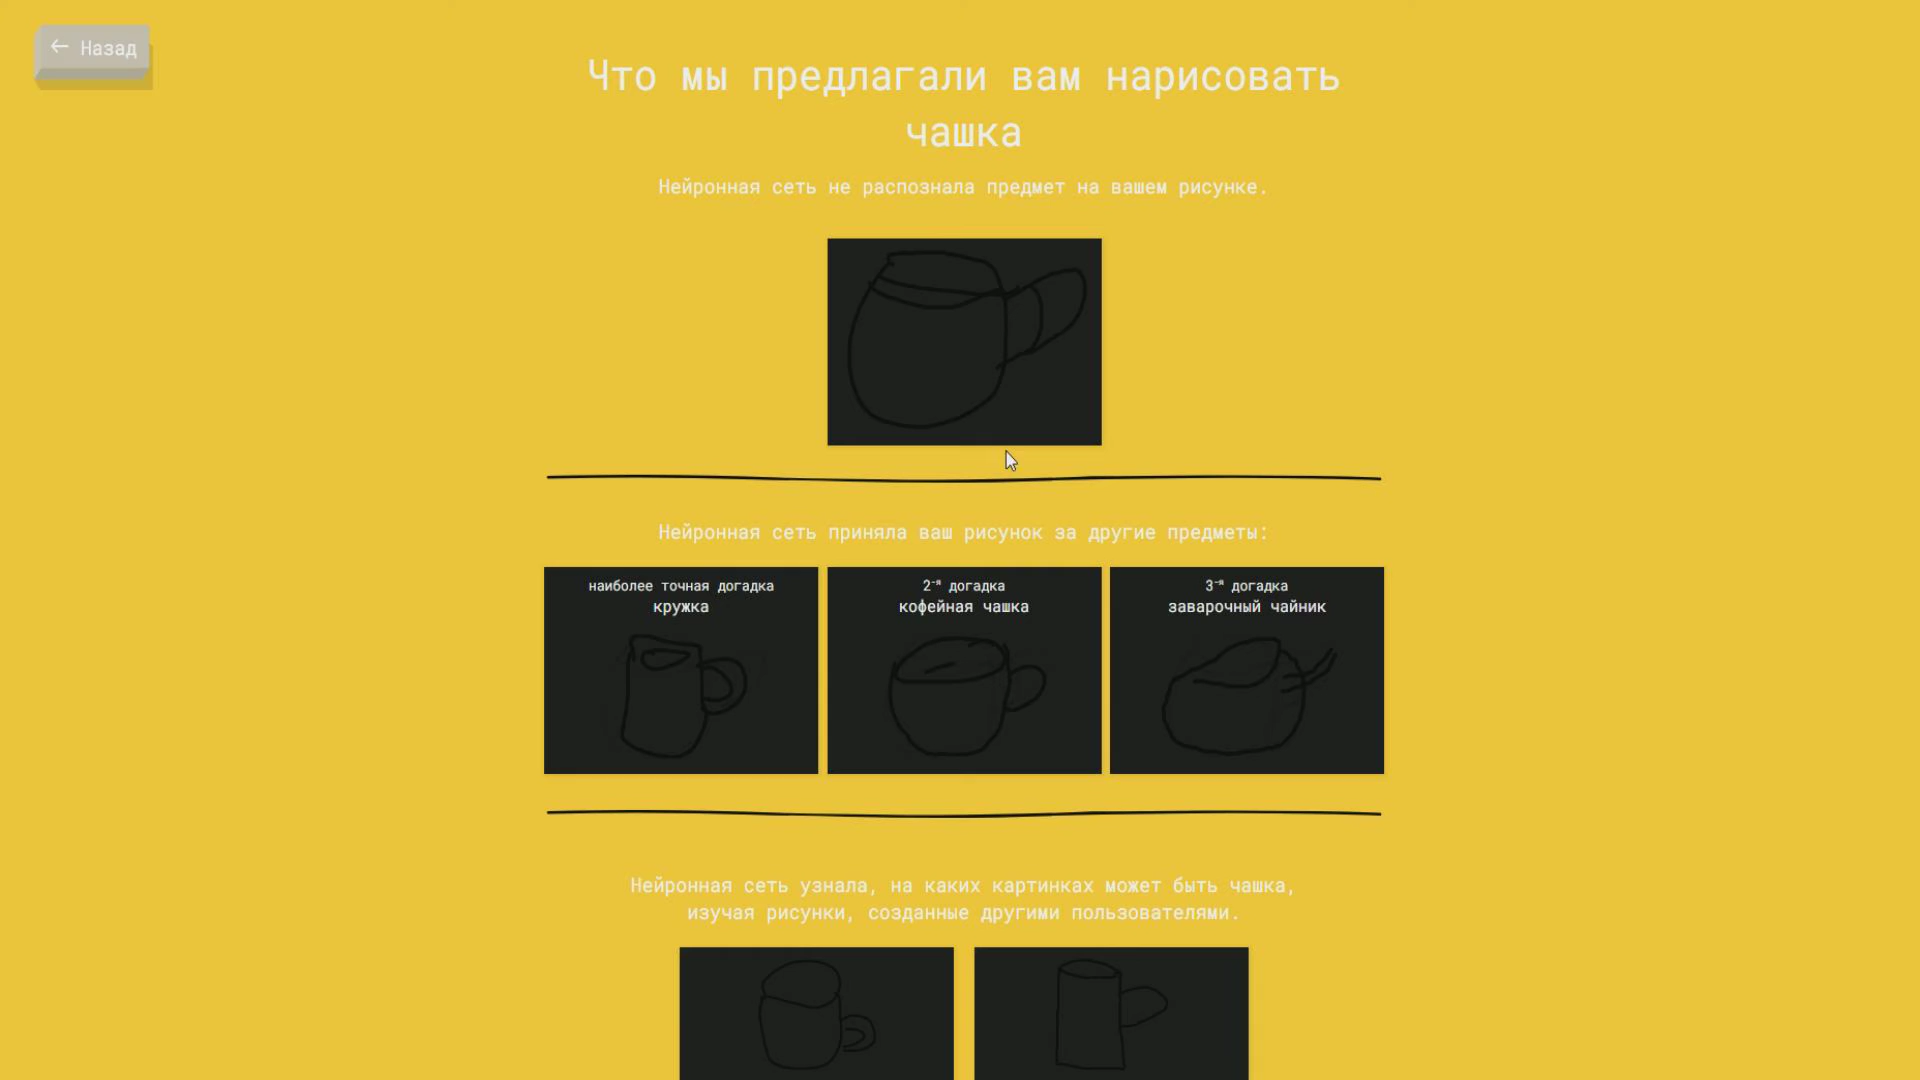 ← Назад
Что мы предлагали вам нарисовать
чашка
Нейронная сеть не распознала предмет на вашем рисунке.
Нейронная сеть приняла ваш рисунок за другие предметы:
наиболее точная догадка
кружка
2⁻ᵃ догадка
кофейная чашка
3⁻ᵃ догадка
заварочный чайник
Нейронная сеть узнала, на каких картинках может быть чашка,
изучая рисунки, созданные другими пользователями.